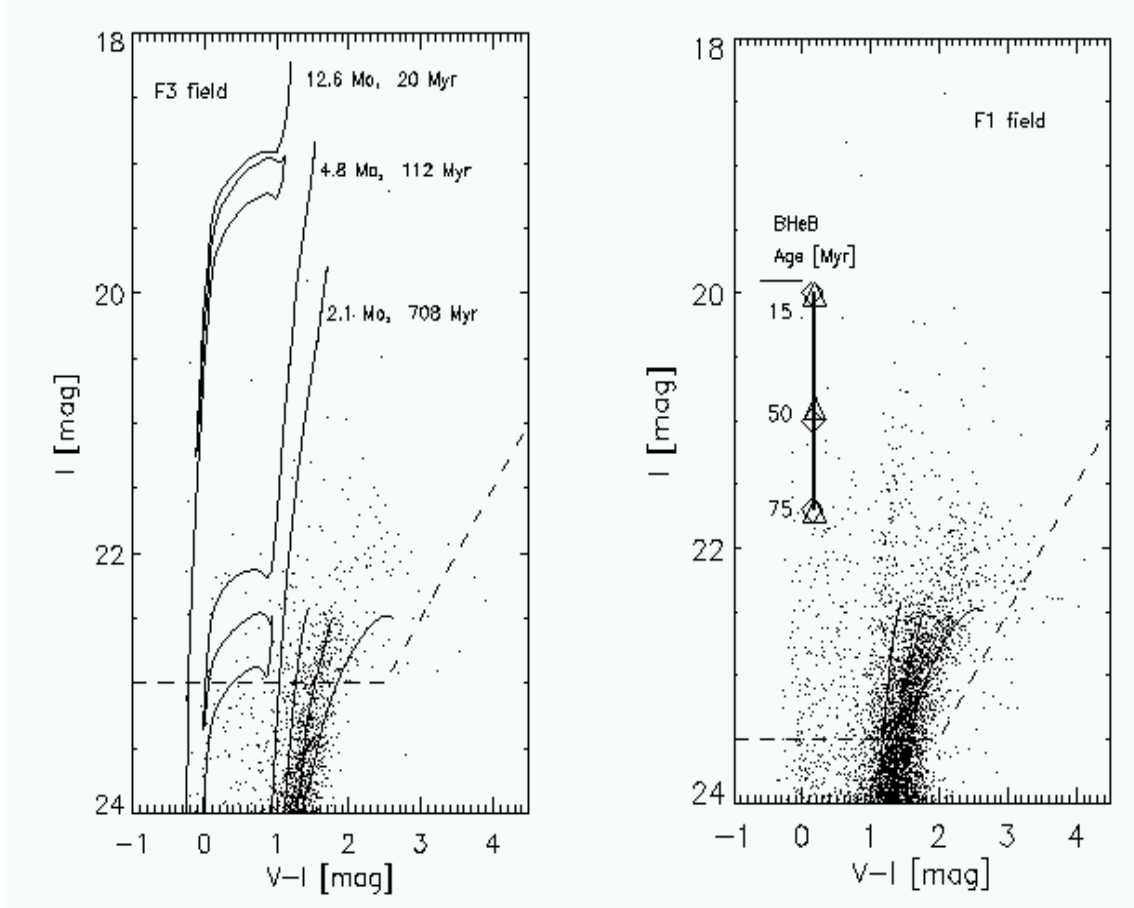 F3 field
12.6 Mo, 20 Myr
4.8 Mo, 112 Myr
2.1 Mo, 708 Myr
18
20
22
24
I [mag]
-1 0 1 2 3 4
V-I [mag]
F1 field
BHeB
Age [Myr]
15
50
75
18
20
22
24
I [mag]
-1 0 1 2 3 4
V-I [mag]